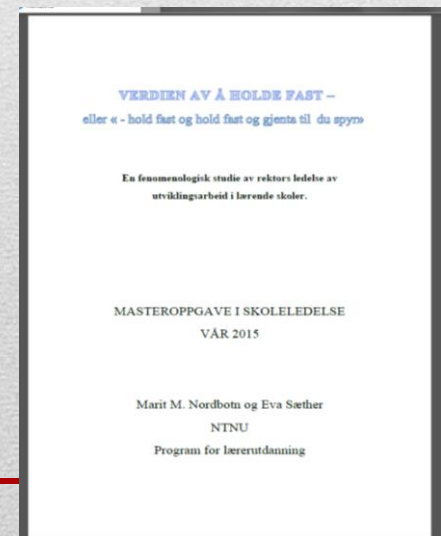 VERDIEN AV Å HOLDE FAST –
eller « - hold fast og hold fast og gjenta til du spyr»
En fenomenologisk studie av rektors ledelse av
utviklingsarbeid i lærende skoler.
MASTEROPPGAVE I SKOLELEDELSE
VÅR 2015
Marit M. Nordbotn og Eva Sæther
NTNU
Program for lærerutdanning